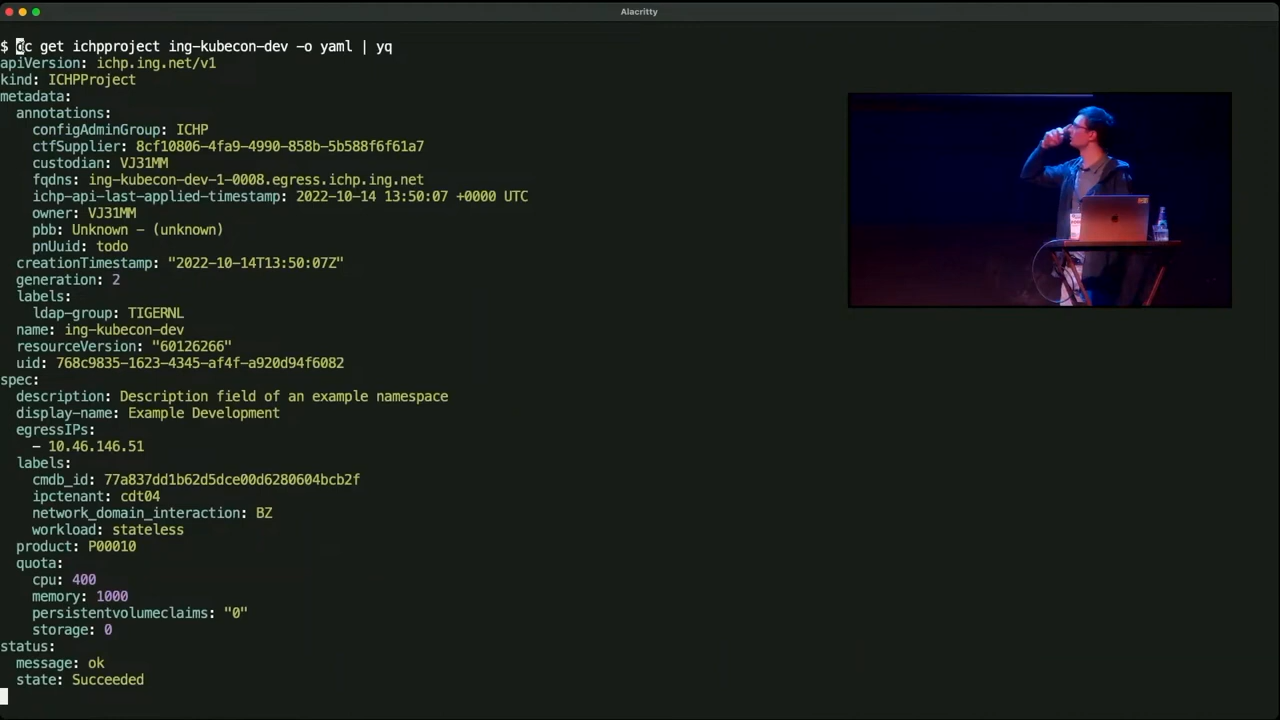 Alacritty
$ oc get ichpproject ing-kubecon-dev -o yaml | yq
apiVersion: ichp.ing.net/v1
kind: ICHPProject
metadata:
  annotations:
    configAdminGroup: ICHP
    ctfSupplier: 8cf10806-4fa9-4990-858b-5b588f6f61a7
    custodian: VJ31MM
    fqdns: ing-kubecon-dev-1-0008.egress.ichp.ing.net
    ichp-api-last-applied-timestamp: 2022-10-14 13:50:07 +0000 UTC
    owner: VJ31MM
    pbb: Unknown - (unknown)
    pnUuid: todo
  creationTimestamp: "2022-10-14T13:50:07Z"
  generation: 2
  labels:
    ldap-group: TIGERNL
  name: ing-kubecon-dev
  resourceVersion: "60126266"
  uid: 768c9835-1623-4345-af4f-a920d94f6082
spec:
  description: Description field of an example namespace
  display-name: Example Development
  egressIPs:
    - 10.46.146.51
  labels:
    cmdb_id: 77a837dd1b62d5dce00d6280604bcb2f
    ipctenant: cdt04
    network_domain_interaction: BZ
    workload: stateless
  product: P00010
  quota:
    cpu: 400
    memory: 1000
    persistentvolumeclaims: "0"
    storage: 0
status:
  message: ok
  state: Succeeded